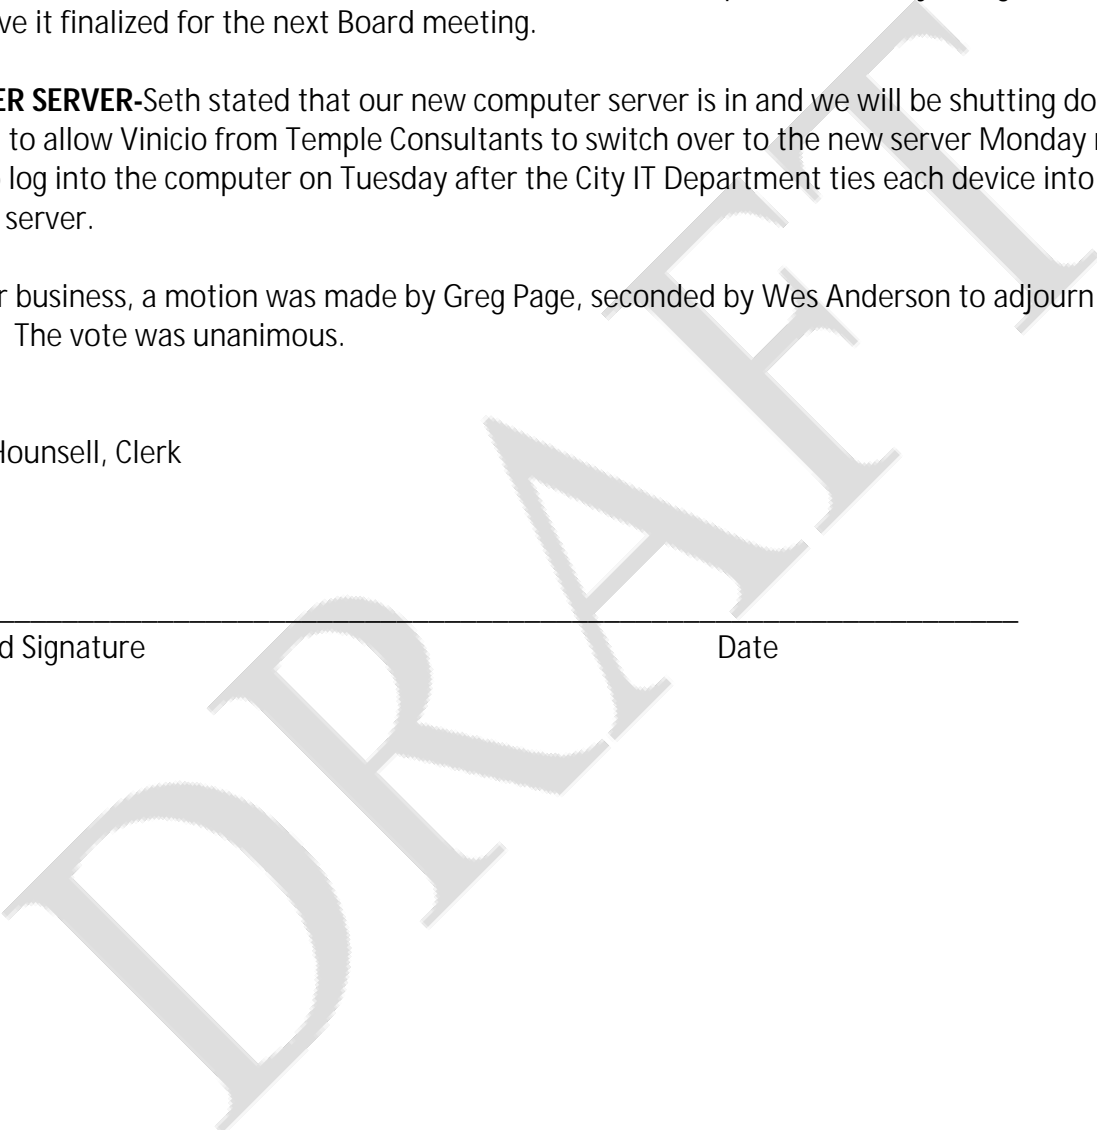 ve it finalized for the next Board meeting.
ER SERVER-Seth stated that our new computer server is in and we will be shutting do
to allow Vinicio from Temple Consultants to switch over to the new server Monday
log into the computer on Tuesday after the City IT Department ties each device into
server.
r business, a motion was made by Greg Page, seconded by Wes Anderson to adjourn
The vote was unanimous.
Hounsell, Clerk
d Signature Date
DRAFT